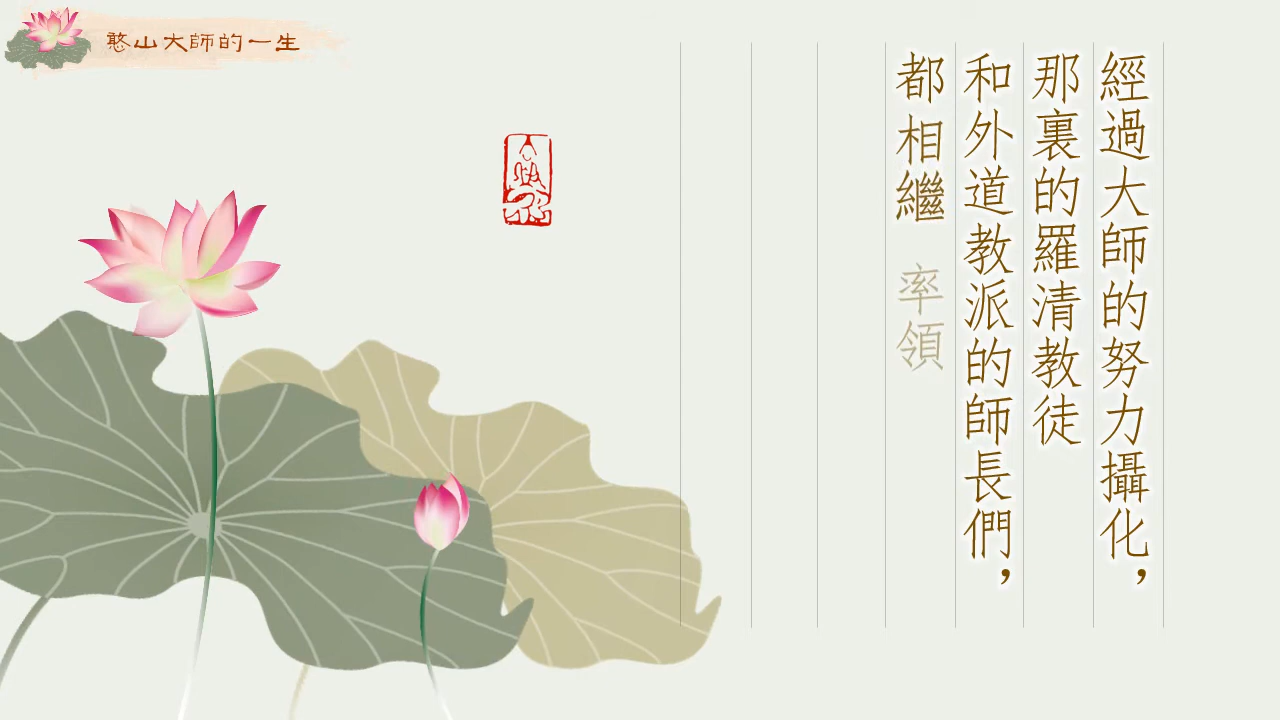 憨山大師的一生
經過大師的努力攝化，
那裏的羅清教徒
和外道教派的師長們，
都相繼 率領